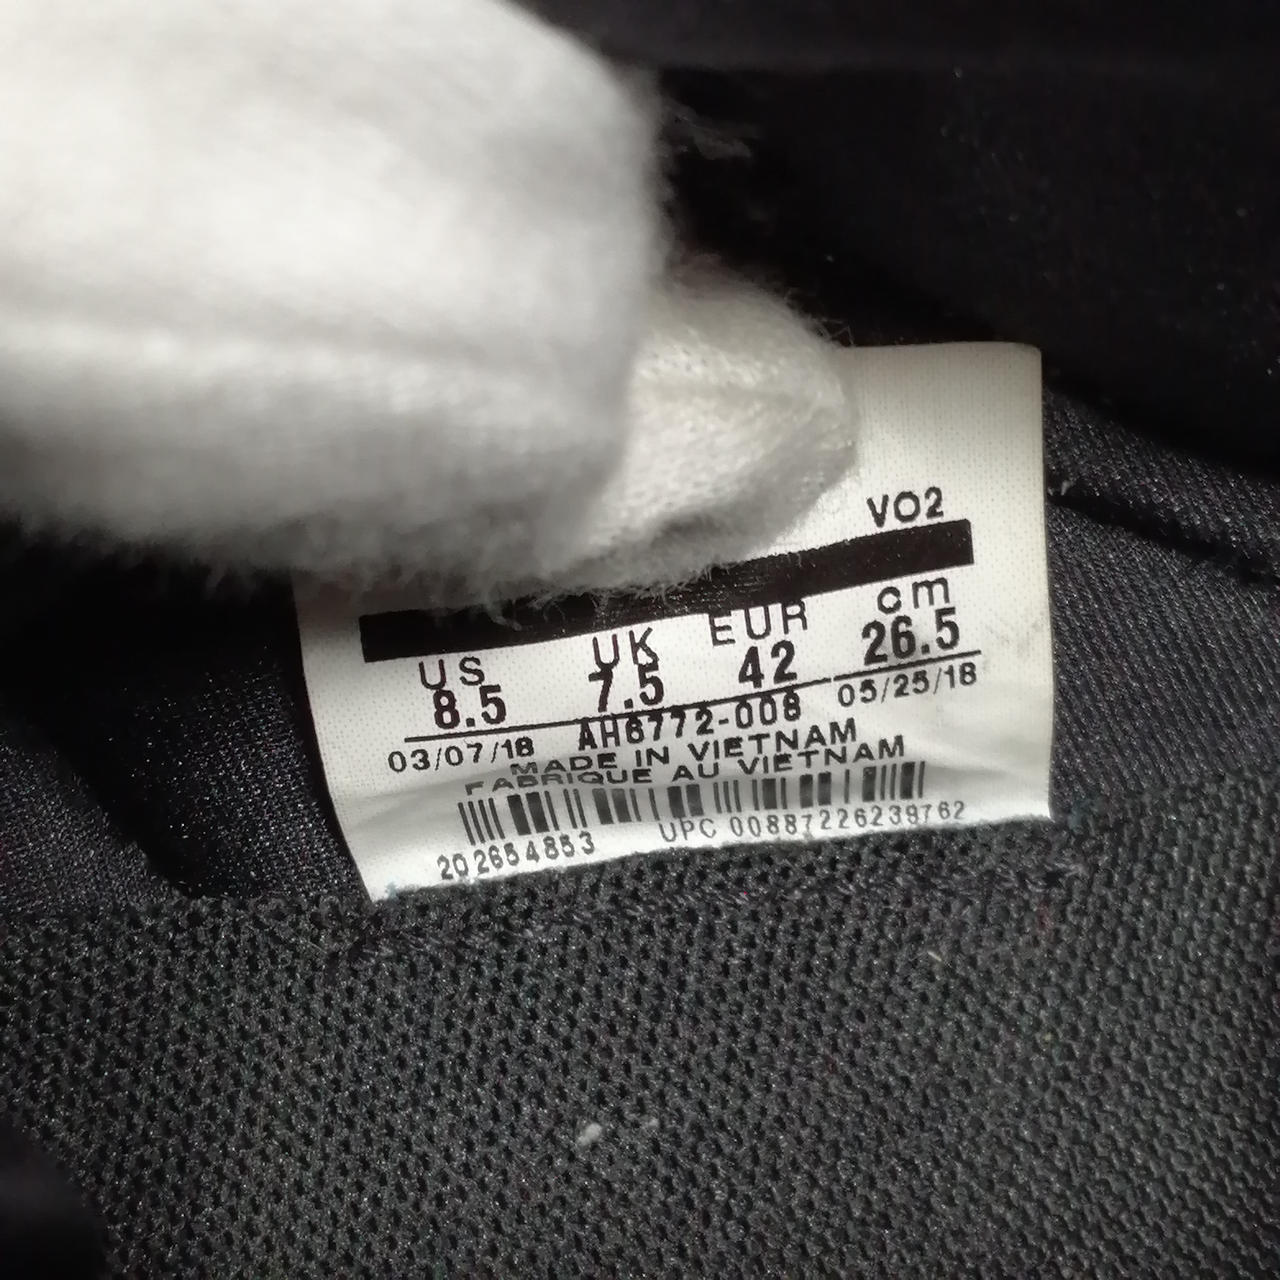 VO2
US UK EUR cm
8.5 7.5 42 26.5
03/07/18 AH6772-008 05/25/18
MADE IN VIETNAM
FABRIQUE AU VIETNAM
202654853 UPC 00887226239762